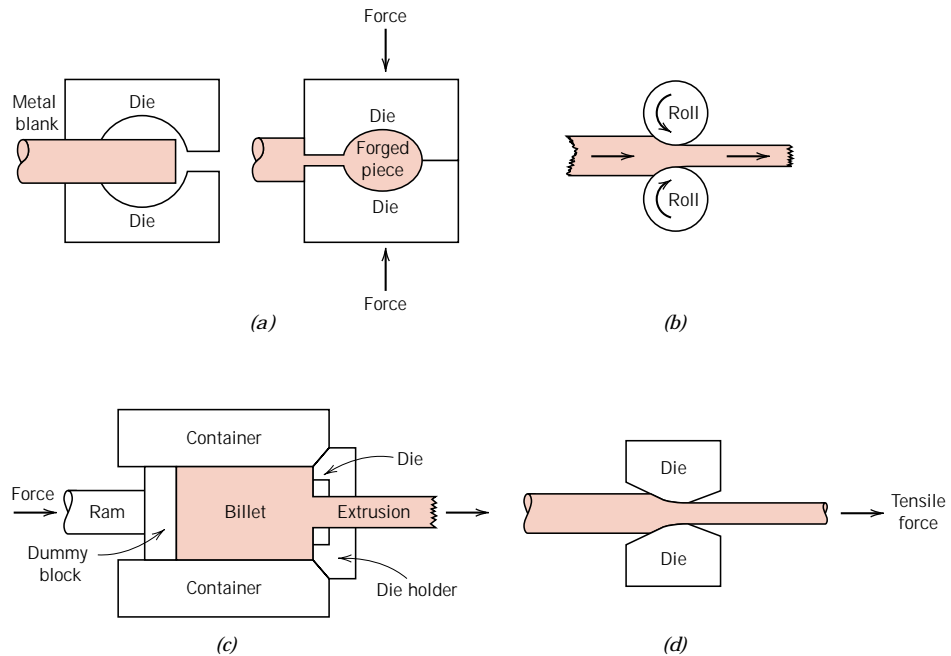 Force
Metal
blank
Die
Die
Die
Forged
piece
Die
Force
(a)
Roll
Roll
(b)
Container
Force
Ram
Billet
Die
Extrusion
Dummy
block
Container
Die holder
(c)
Die
Die
Tensile
force
(d)